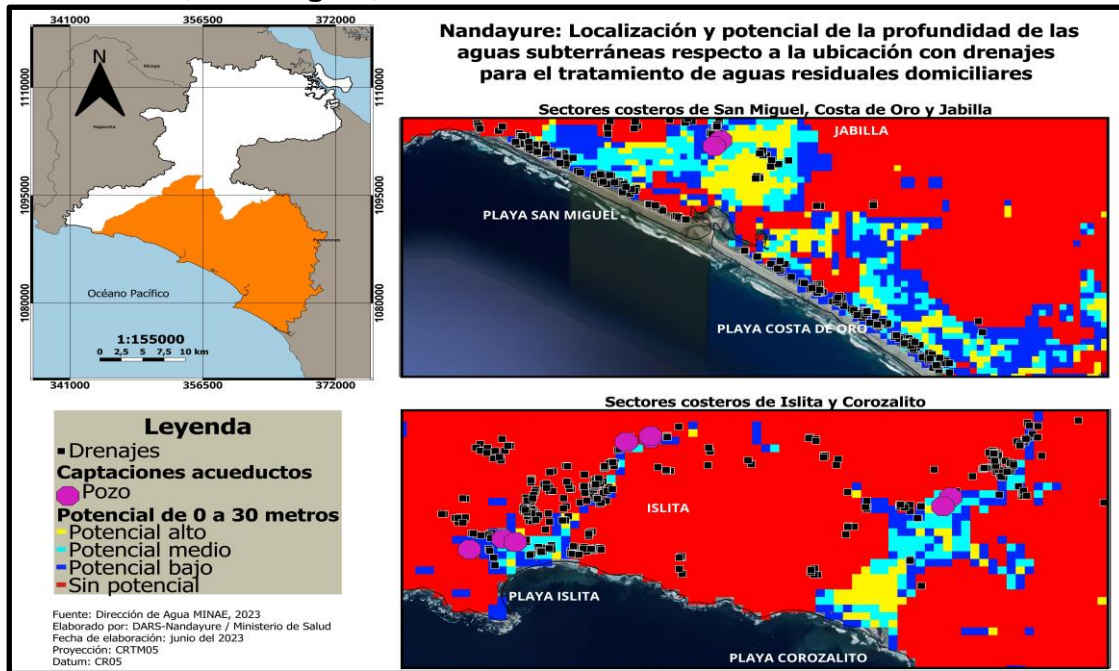 341000 356500 372000
N
Nicoya
Hojancha
Puntarenas
1110000
1095000
1080000
1110000
1095000
1080000
Océano Pacífico
1:155000
0 2,5 5 7,5 10 km
341000 356500 372000
Nandayure: Localización y potencial de la profundidad de las
aguas subterráneas respecto a la ubicación con drenajes
para el tratamiento de aguas residuales domiciliares
Sectores costeros de San Miguel, Costa de Oro y Jabilla
JABILLA
PLAYA SAN MIGUEL
PLAYA COSTA DE ORO
Sectores costeros de Islita y Corozalito
ISLITA
PLAYA ISLITA
PLAYA COROZALITO
Leyenda
Drenajes
Captaciones acueductos
Pozo
Potencial de 0 a 30 metros
Potencial alto
Potencial medio
Potencial bajo
Sin potencial
Fuente: Dirección de Agua MINAE, 2023
Elaborado por: DARS-Nandayure / Ministerio de Salud
Fecha de elaboración: junio del 2023
Proyección: CRTM05
Datum: CR05